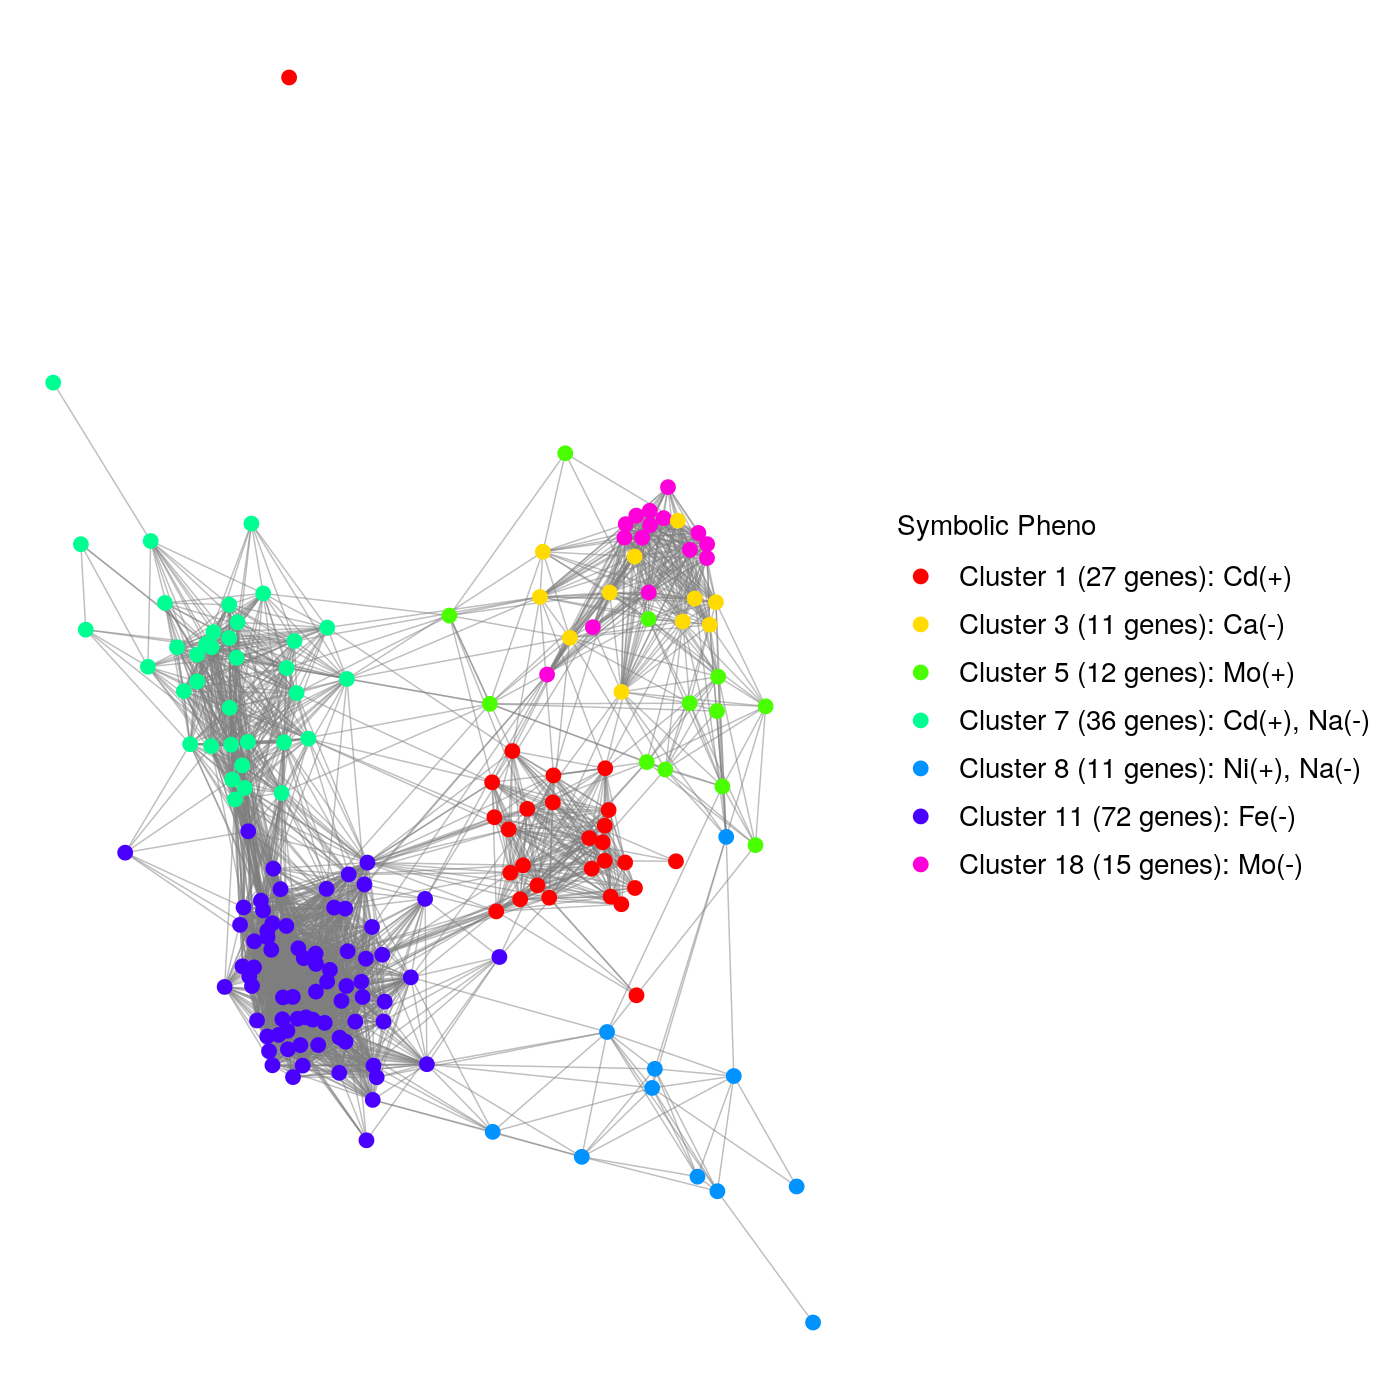 Symbolic Pheno
Cluster 1 (27 genes): Cd(+)
Cluster 3 (11 genes): Ca(-)
Cluster 5 (12 genes): Mo(+)
Cluster 7 (36 genes): Cd(+), Na(-)
Cluster 8 (11 genes): Ni(+), Na(-)
Cluster 11 (72 genes): Fe(-)
Cluster 18 (15 genes): Mo(-)